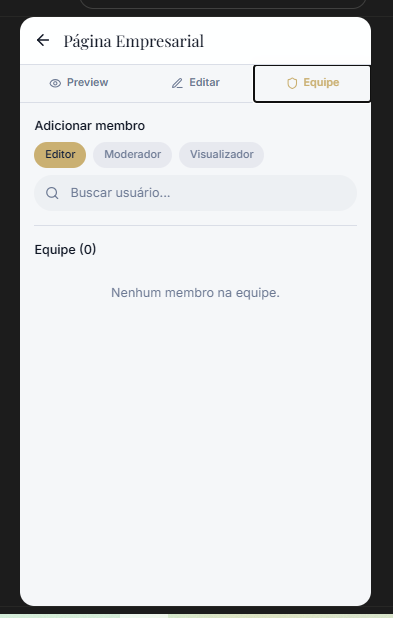 Página Empresarial
Preview
Editar
Equipe
Adicionar membro
Editor
Moderador
Visualizador
Buscar usuário...
Equipe (0)
Nenhum membro na equipe.